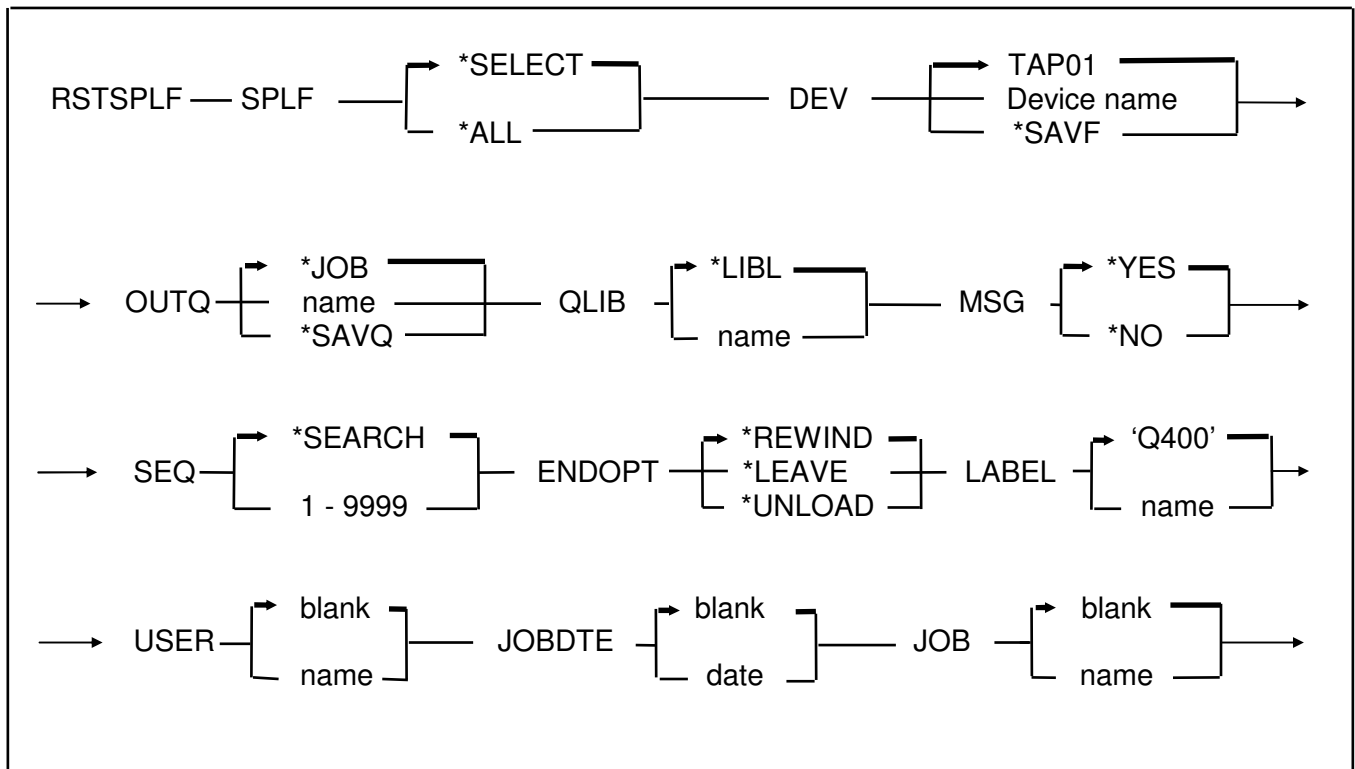 *SELECT TAP01
RSTSPLF SPLF DEV Device name
*ALL *SAVF
*JOB *LIBL *YES
OUTQ name QLIB MSG
*SAVQ name *NO
*SEARCH *REWIND 'Q400'
SEQ ENDOPT *LEAVE LABEL
1 - 9999 *UNLOAD name
blank blank blank
USER JOBDTE JOB
name date name